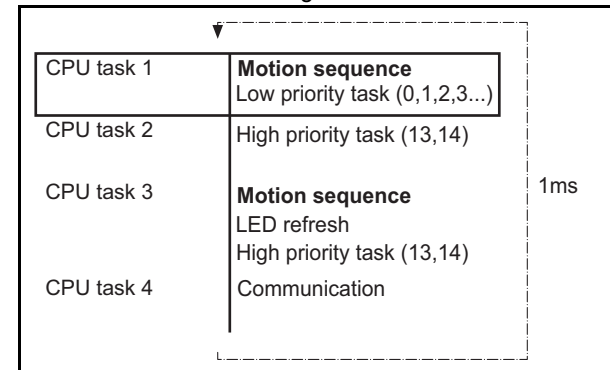 CPU task 1
Motion sequence
Low priority task (0,1,2,3...)
CPU task 2
High priority task (13,14)
CPU task 3
Motion sequence
1ms
LED refresh
High priority task (13,14)
CPU task 4
Communication